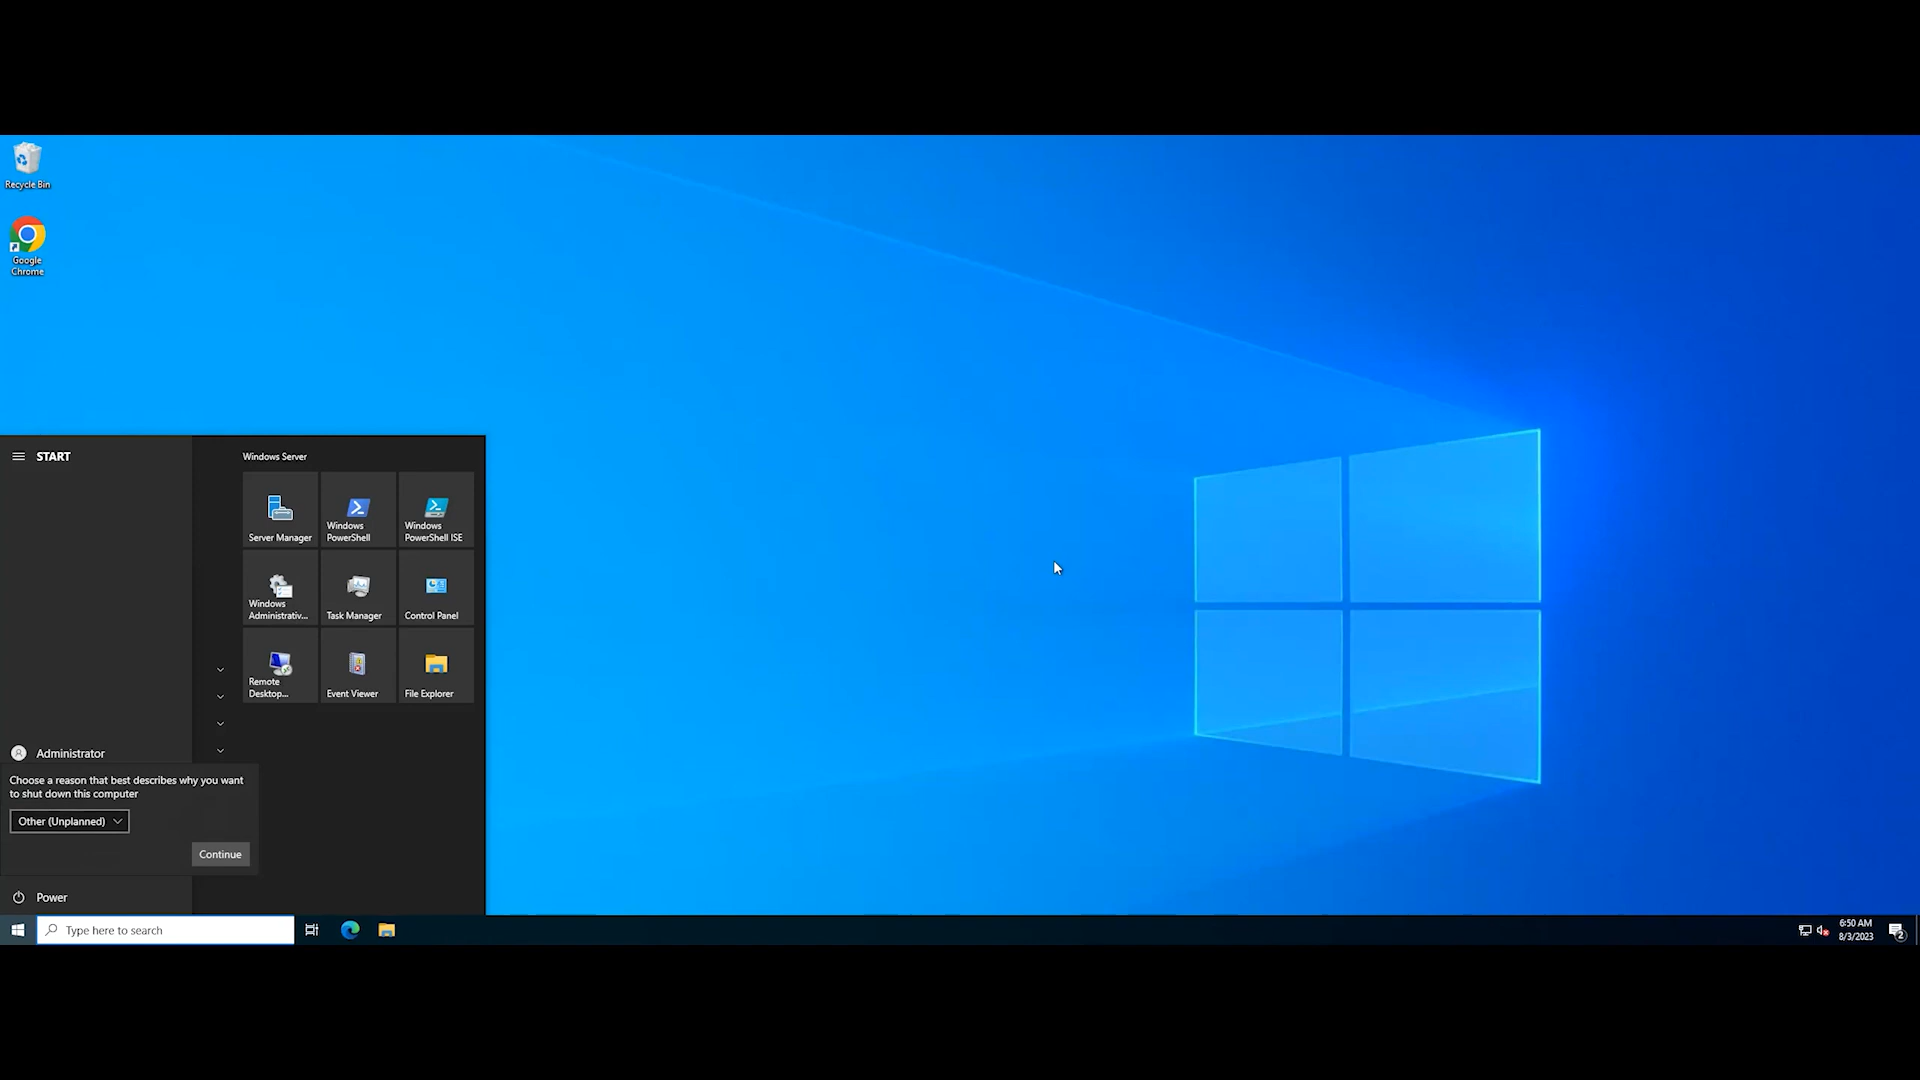 Recycle Bin
Google
Chrome
START
Windows Server
Server Manager
Windows
PowerShell
Windows
PowerShell ISE
Windows
Administrativ...
Task Manager
Control Panel
Remote
Desktop...
Event Viewer
File Explorer
Administrator
Choose a reason that best describes why you want
to shut down this computer
Other (Unplanned)
Continue
Power
Type here to search
6:50 AM
8/3/2023
2